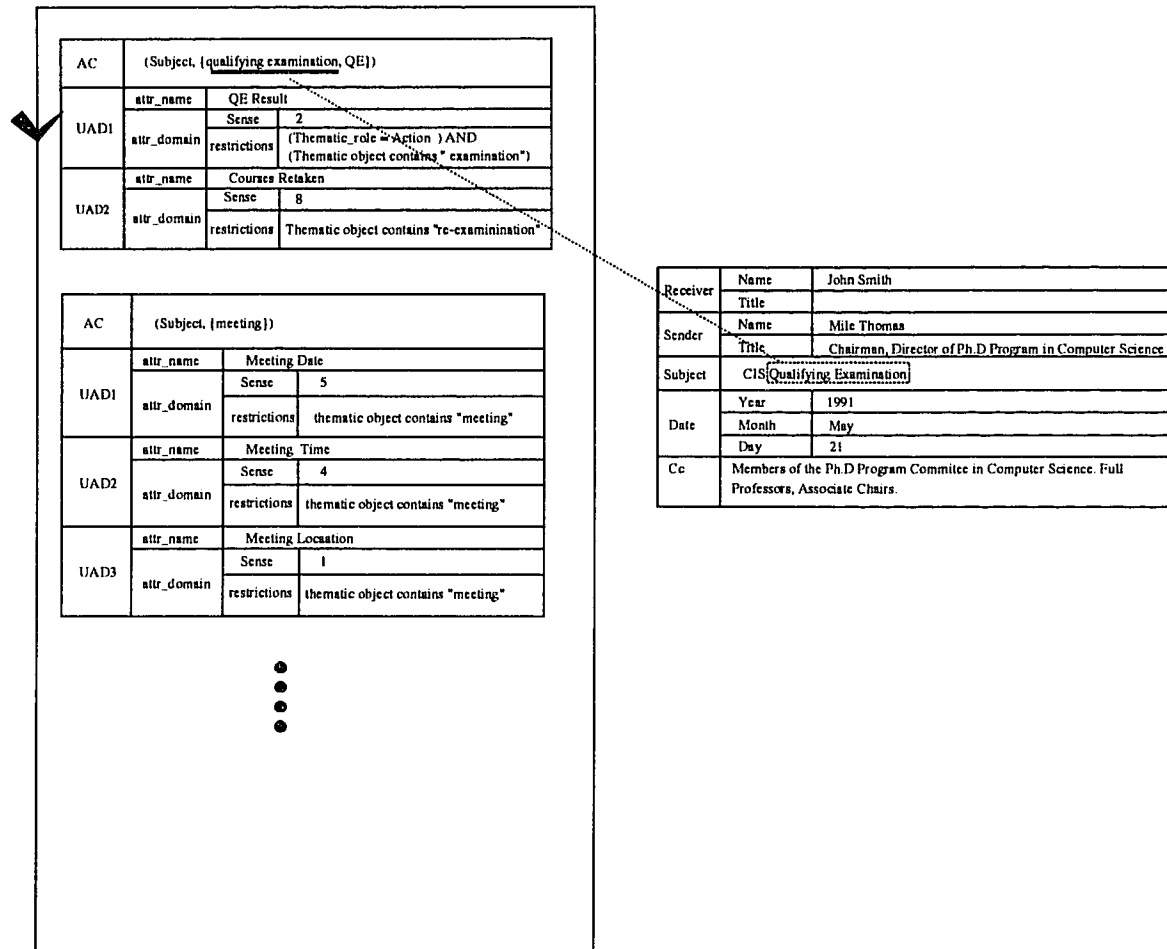 AC (Subject, {qualifying examination, QE})
UAD1 attr_name QE Result
attr_domain Sense 2
restrictions (Thematic_role = Action ) AND
(Thematic object contains " examination")
UAD2 attr_name Courses Retaken
attr_domain Sense 8
restrictions Thematic object contains "re-examinination"
AC (Subject, {meeting})
UAD1 attr_name Meeting Date
attr_domain Sense 5
restrictions thematic object contains "meeting"
UAD2 attr_name Meeting Time
attr_domain Sense 4
restrictions thematic object contains "meeting"
UAD3 attr_name Meeting Locaation
attr_domain Sense 1
restrictions thematic object contains "meeting"
Receiver Name John Smith
Title
Sender Name Mile Thomas
Title Chairman, Director of Ph.D Program in Computer Science
Subject CIS Qualifying Examination
Date Year 1991
Month May
Day 21
Cc Members of the Ph.D Program Commitee in Computer Science. Full
Professors, Associate Chairs.